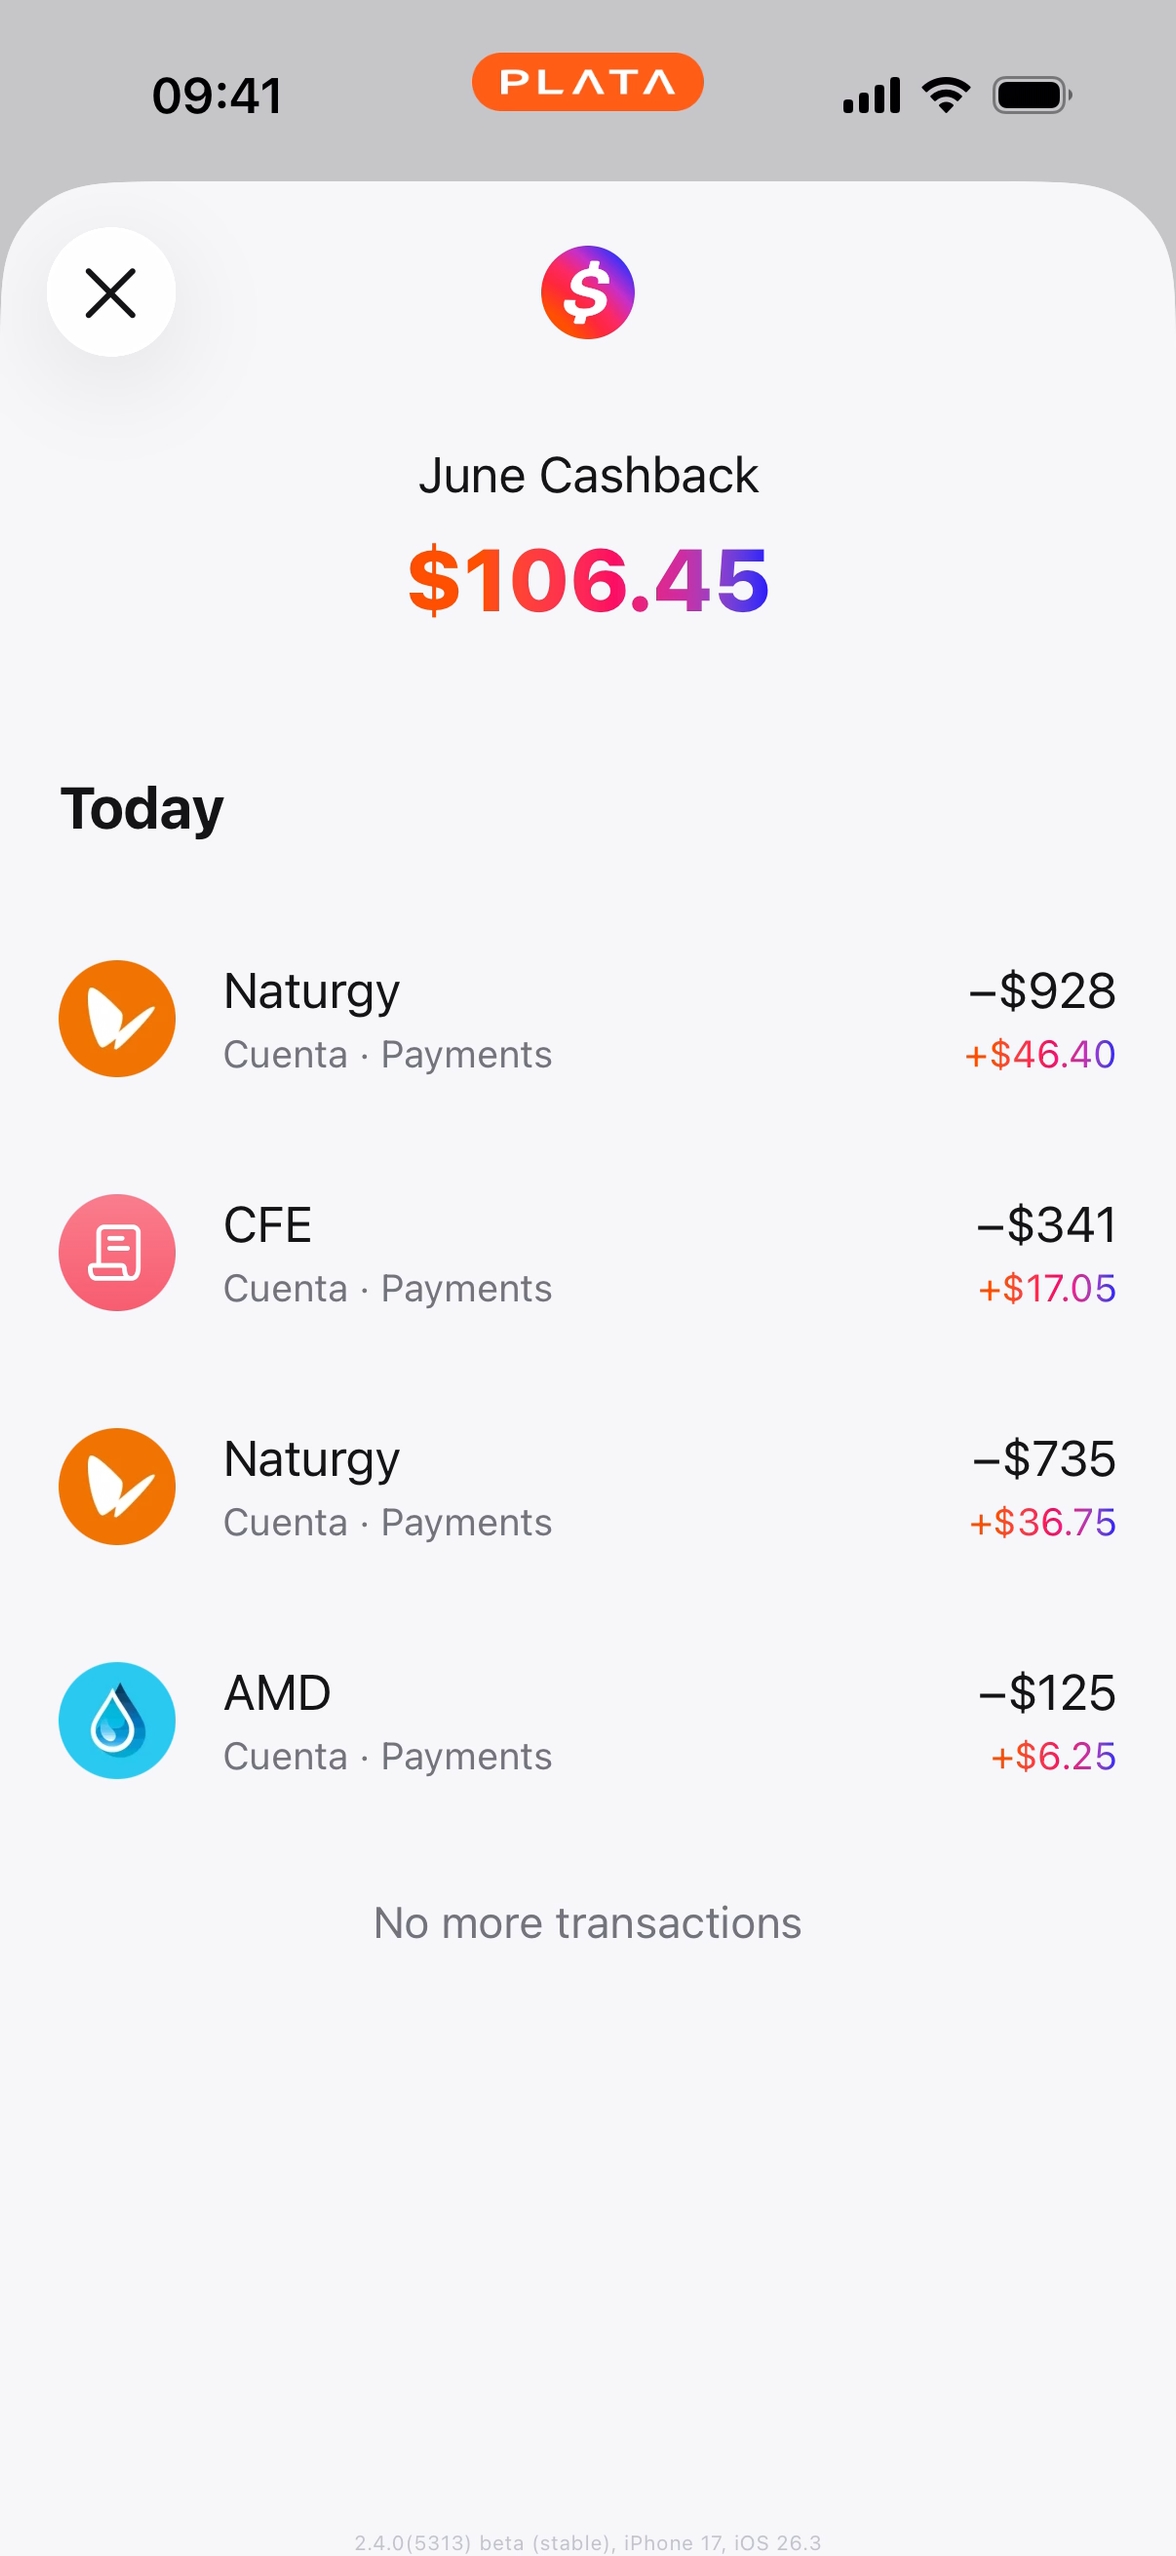 09:41
PLATA
$
June Cashback
$106.45
Today
Naturgy
–$928
Cuenta · Payments
+$46.40
CFE
–$341
Cuenta · Payments
+$17.05
Naturgy
–$735
Cuenta · Payments
+$36.75
AMD
–$125
Cuenta · Payments
+$6.25
No more transactions
2.4.0(5313) beta (stable), iPhone 17, iOS 26.3